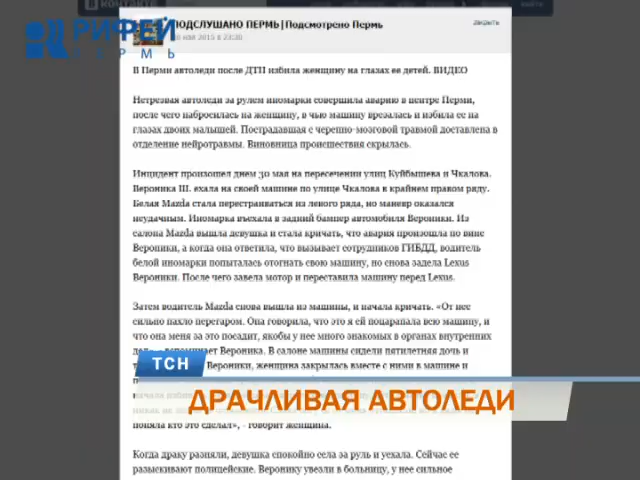 вконтакте
РИФЕЙ
ПЕРМЬ
ПОДСЛУШАНО ПЕРМЬ|Подсмотрено Пермь
мая 2015 в 23:20
В Перми автоледи после ДТП избила женщину на глазах ее детей. ВИДЕО
Нетрезвая автоледи за рулем иномарки совершила аварию в центре Перми,
после чего набросилась на женщину, в чью машину врезалась и избила ее на
глазах двоих малышей. Пострадавшая с черепно-мозговой травмой доставлена в
отделение нейротравмы. Виновница происшествия скрылась.
Инцидент произошел днем 30 мая на пересечении улиц Куйбышева и Чкалова.
Вероника Ш. ехала на своей машине по улице Чкалова в крайнем правом ряду.
Белая Mazda стала перестраиваться из левого ряда, но маневр оказался
неудачным. Иномарка въехала в задний бампер автомобиля Вероники. Из
салона Mazda вышла девушка и стала кричать, что авария произошла по вине
Вероники, а когда она ответила, что вызывает сотрудников ГИБДД, водитель
белой иномарки попыталась отогнать свою машину, но снова задела Lexus
Вероники. После чего завела мотор и переставила машину перед Lexus.
Затем водитель Mazda снова вышла из машины, и начала кричать. «От нее
сильно пахло перегаром. Она говорила, что это я ей поцарапала всю машину, и
что она меня за это посадит, якобы у нее много знакомых в органах внутренних
вспоминает Вероника. В салоне машины сидели пятилетняя дочь и
Вероники, женщина закрылась вместе с ними в машине и
ТСН
ДРАЧЛИВАЯ АВТОЛЕДИ
поняла кто это сделал», - говорит женщина.
Когда драку разняли, девушка спокойно села за руль и уехала. Сейчас ее
разыскивают полицейские. Веронику увезли в больницу, у нее сильное